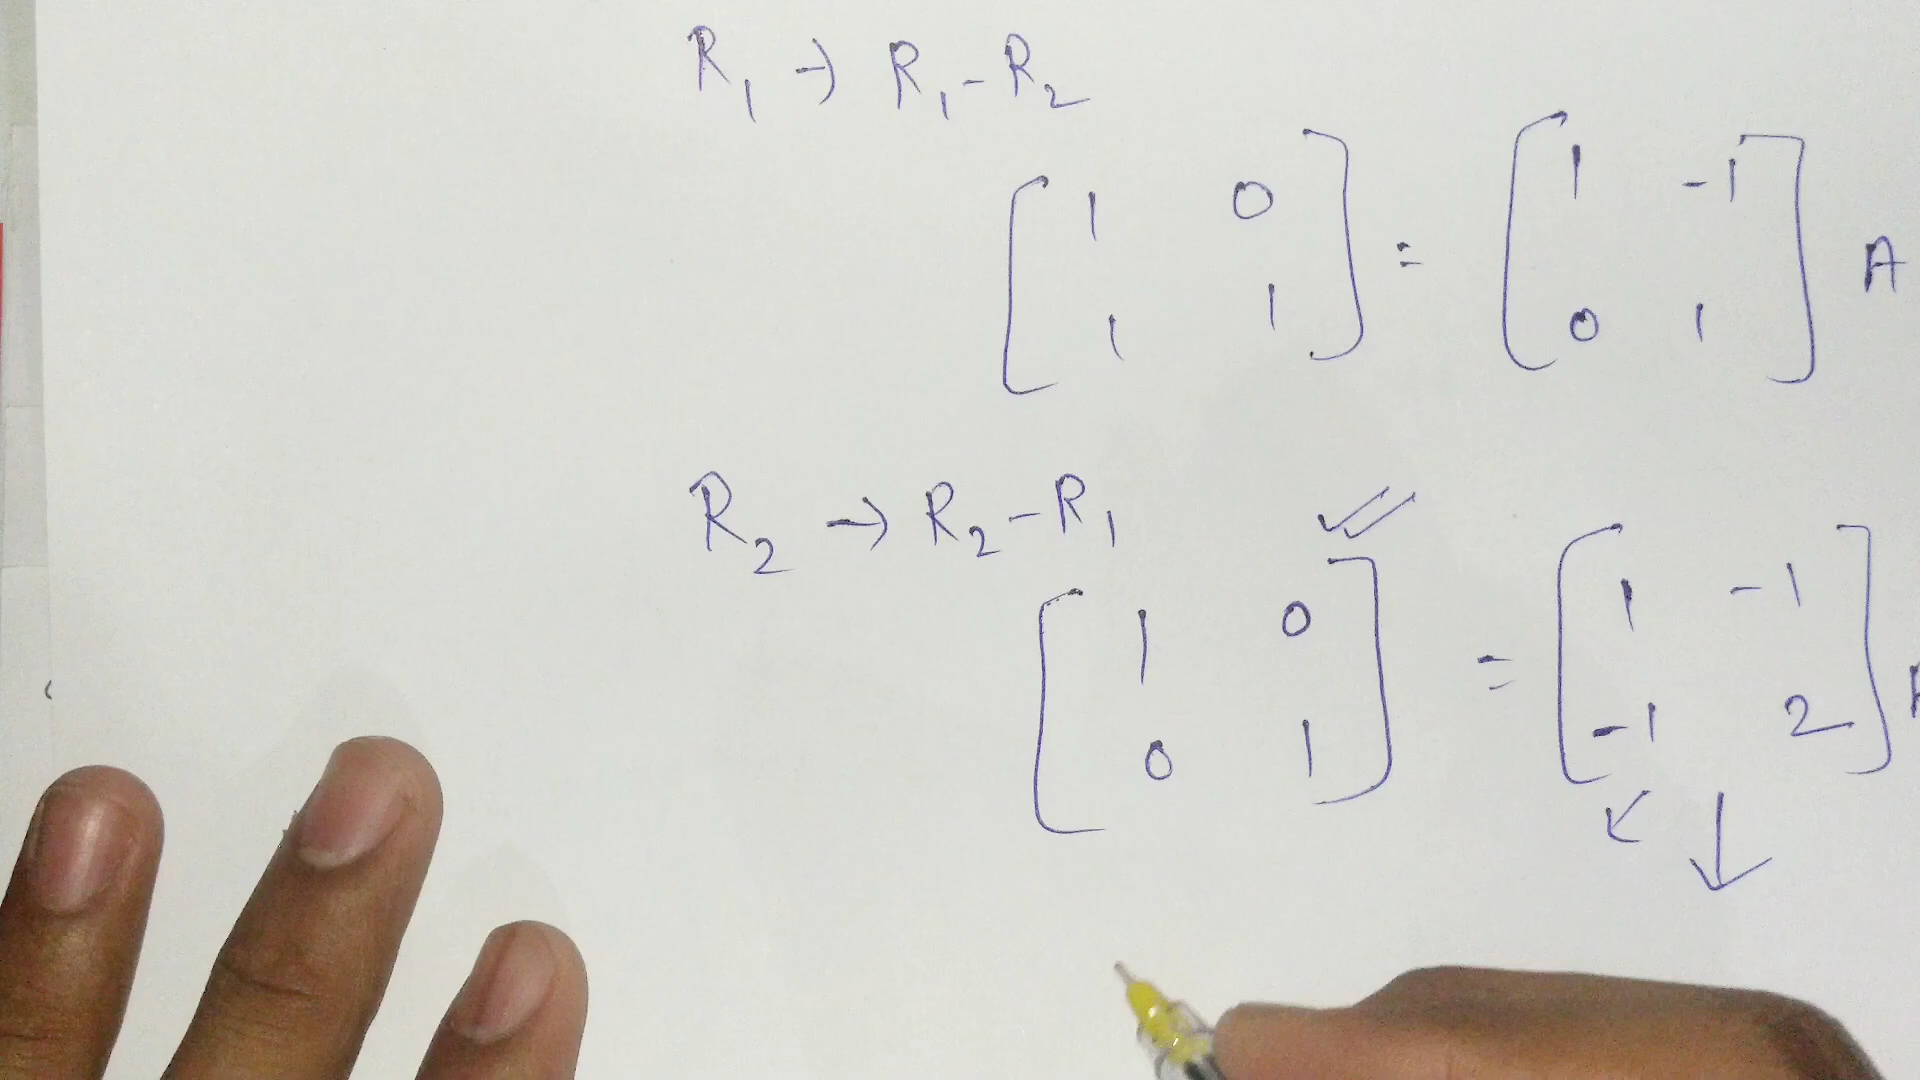 R₁ → R₁ - R₂
[1 0
1 1] = [1 -1
0 1] A
R₂ → R₂ - R₁
[1 0
0 1] = [1 -1
-1 2]